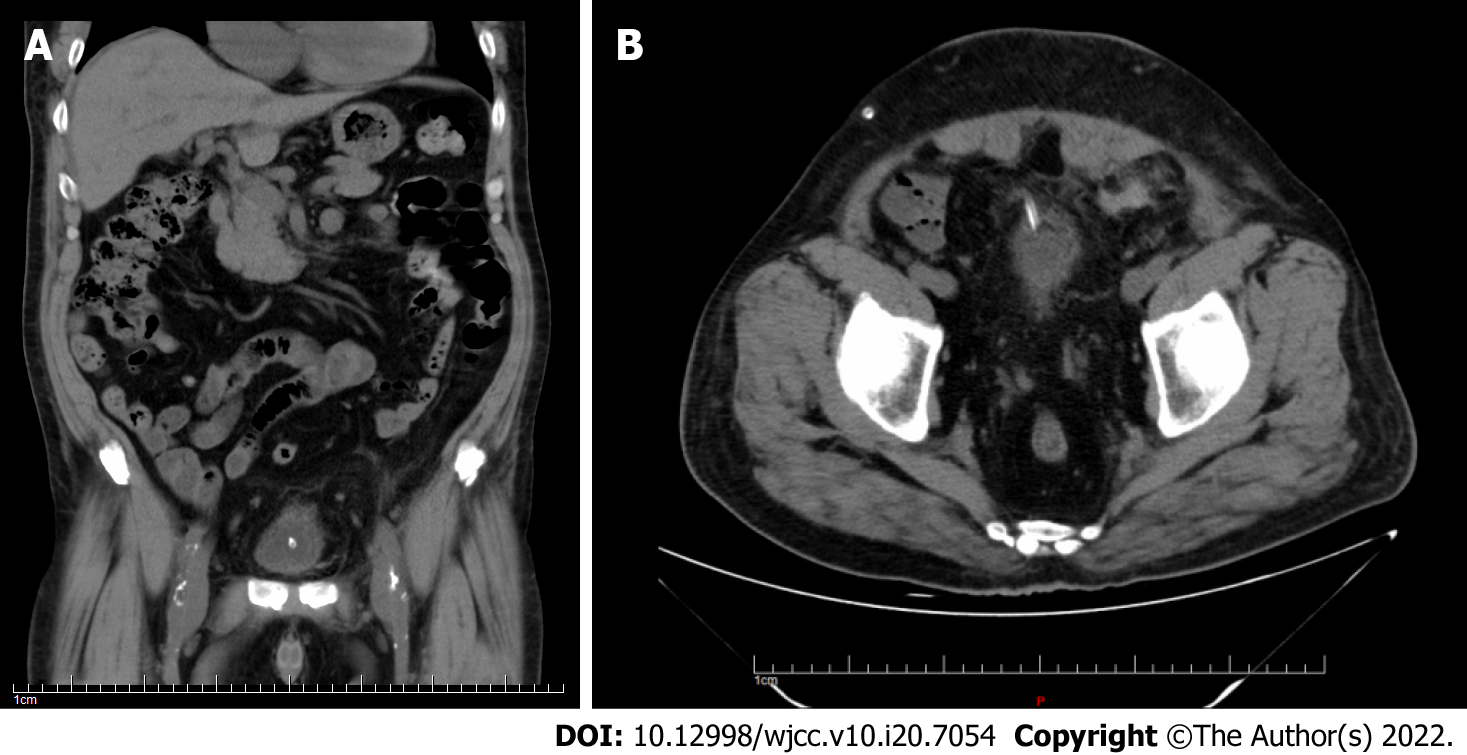 A
B
1cm
1cm
P
DOI: 10.12998/wjcc.v10.i20.7054 Copyright ©The Author(s) 2022.